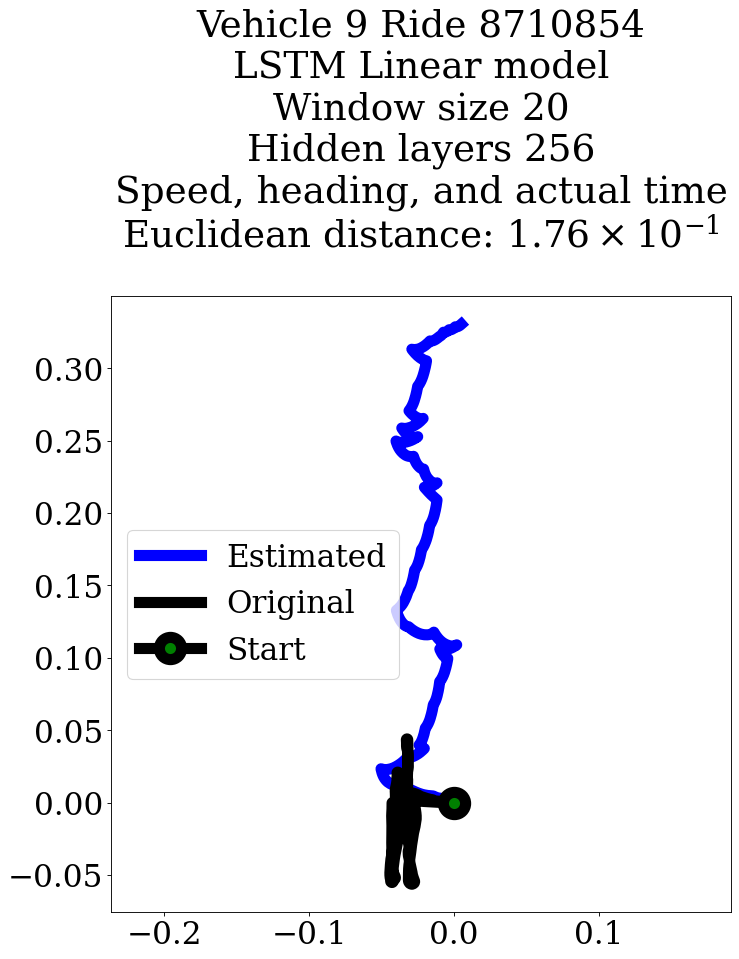 Vehicle 9 Ride 8710854
LSTM Linear model
Window size 20
Hidden layers 256
Speed, heading, and actual time
Euclidean distance: 1.76 × 10⁻¹
0.30
0.25
0.20
0.15
0.10
0.05
0.00
−0.05
Estimated
Original
Start
−0.2
−0.1
0.0
0.1